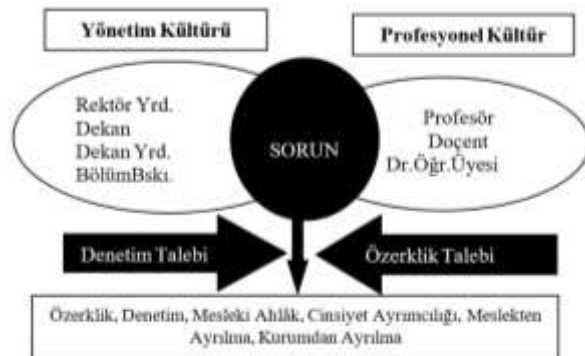 Yönetim Kültürü
Profesyonel Kültür
Rektör Yrd.
Dekan
Dekan Yrd.
BölümBşkı.
SORUN
Profesör
Doçent
Dr.Öğr.Üyesi
Denetim Talebi
Özerklik Talebi
Özerklik, Denetim, Mesleki Ahlâk, Cinsiyet Ayrımcılığı, Meslekten
Ayrılma, Kurumdan Ayrılma